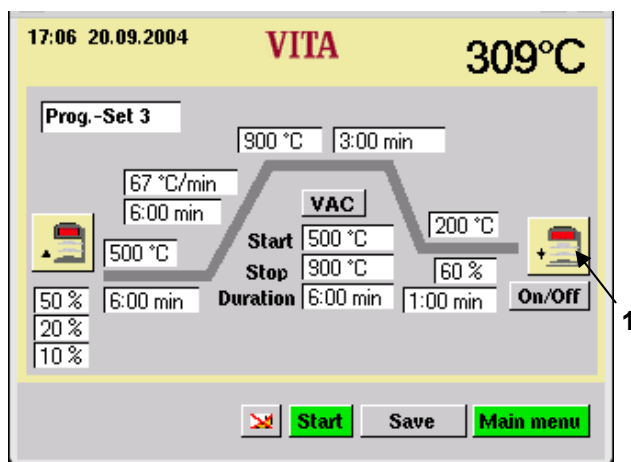 17:06 20.09.2004 VITA 309°C
Prog.-Set 3
900 °C 3:00 min
67 °C/min
6:00 min VAC
500 °C Start 500 °C 200 °C
Stop 900 °C 60 %
50 % 6:00 min Duration 6:00 min 1:00 min On/Off
20 %
10 %
1
Start Save Main menu